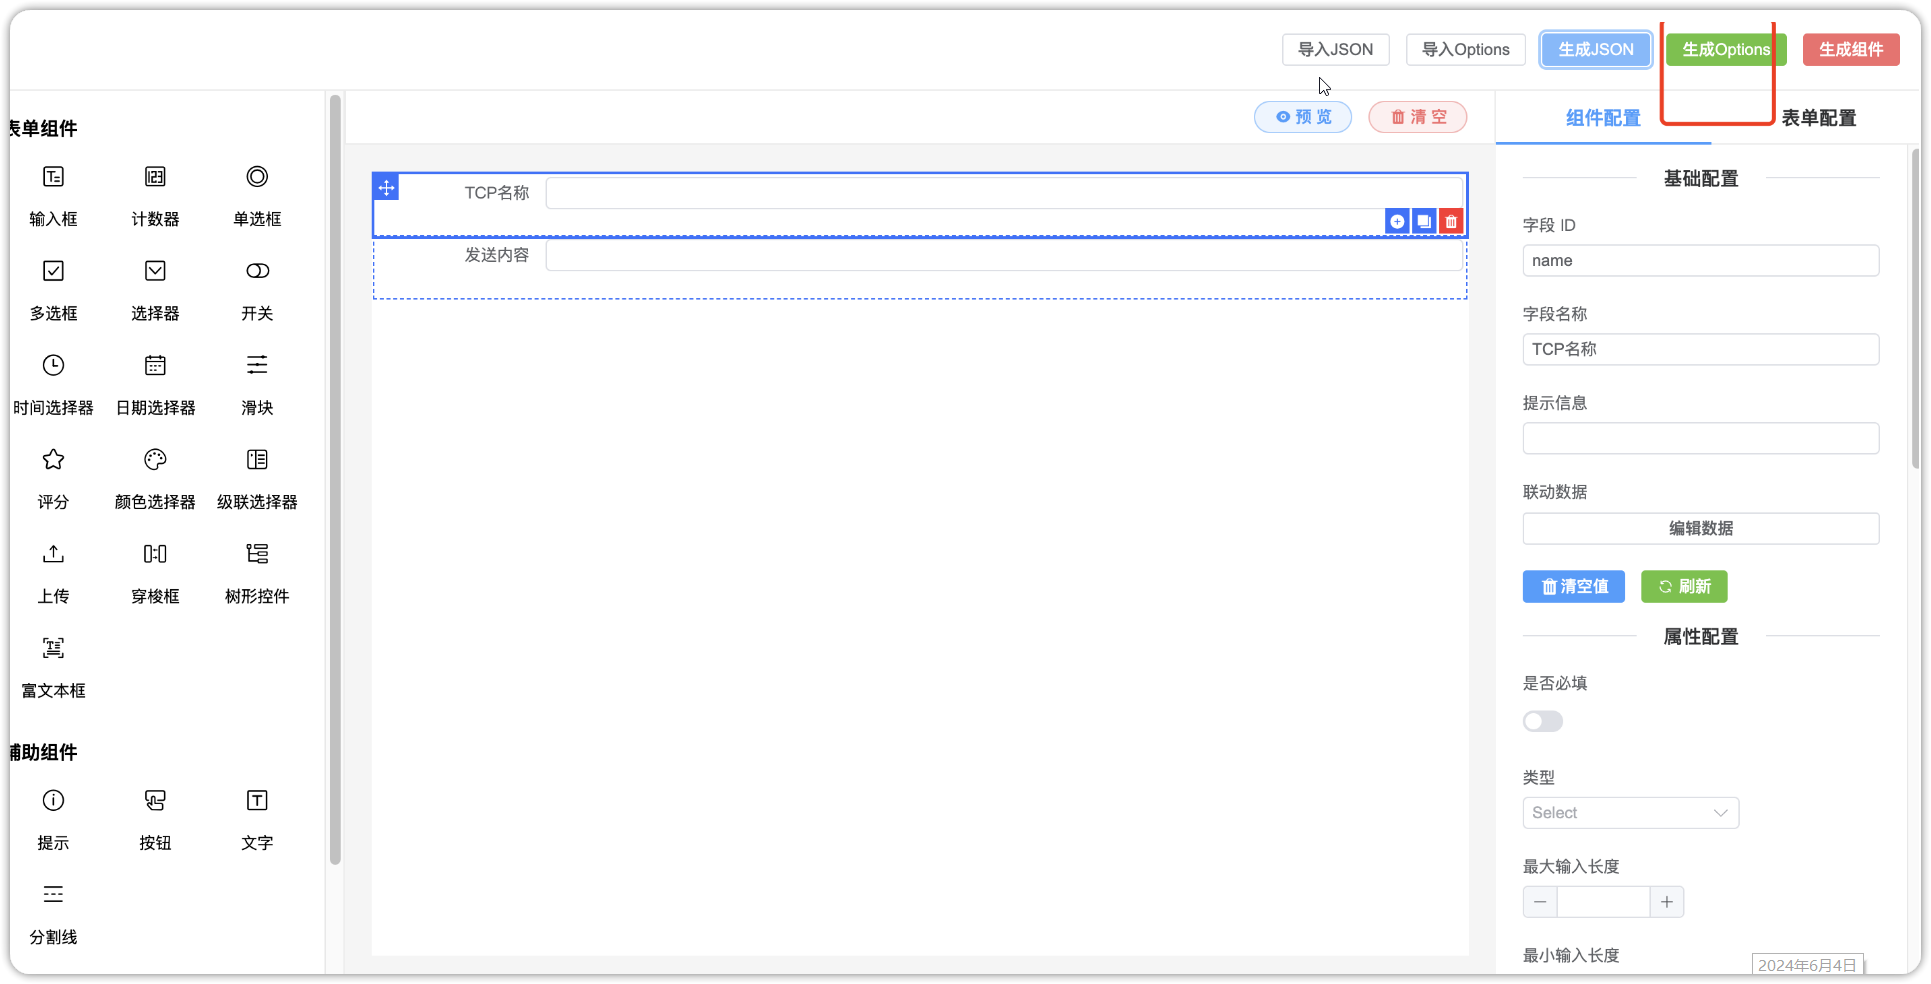 导入JSON
导入Options
生成JSON
生成Options
生成组件
表单组件
输入框
计数器
单选框
多选框
选择器
开关
时间选择器
日期选择器
滑块
评分
颜色选择器
级联选择器
上传
穿梭框
树形控件
富文本框
辅助组件
提示
按钮
文字
分割线
预 览
清 空
TCP名称
发送内容
组件配置
表单配置
基础配置
字段 ID
name
字段名称
TCP名称
提示信息
联动数据
编辑数据
清空值
刷新
属性配置
是否必填
类型
Select
最大输入长度
最小输入长度
2024年6月4日